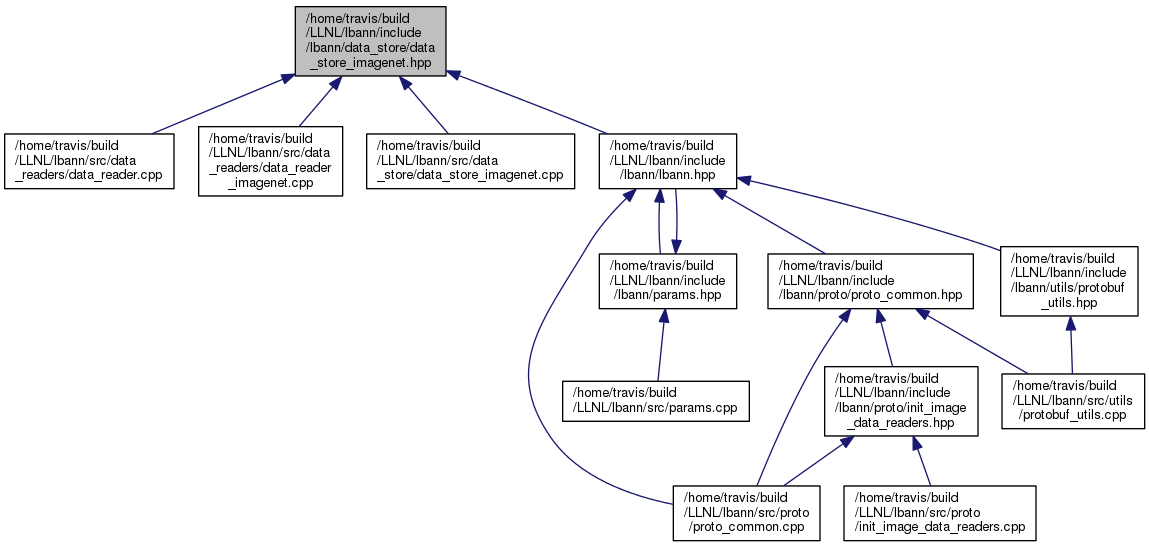 /home/travis/build
/LLNL/lbann/include
/lbann/data_store/data
_store_imagenet.hpp
/home/travis/build
/LLNL/lbann/src/data
_readers/data_reader.cpp
/home/travis/build
/LLNL/lbann/src/data
_readers/data_reader
_imagenet.cpp
/home/travis/build
/LLNL/lbann/src/data
_store/data_store_imagenet.cpp
/home/travis/build
/LLNL/lbann/include
/lbann/lbann.hpp
/home/travis/build
/LLNL/lbann/include
/lbann/params.hpp
/home/travis/build
/LLNL/lbann/include
/lbann/proto/proto_common.hpp
/home/travis/build
/LLNL/lbann/include
/lbann/utils/protobuf
_utils.hpp
/home/travis/build
/LLNL/lbann/src/params.cpp
/home/travis/build
/LLNL/lbann/include
/lbann/proto/init_image
_data_readers.hpp
/home/travis/build
/LLNL/lbann/src/utils
/protobuf_utils.cpp
/home/travis/build
/LLNL/lbann/src/proto
/proto_common.cpp
/home/travis/build
/LLNL/lbann/src/proto
/init_image_data_readers.cpp